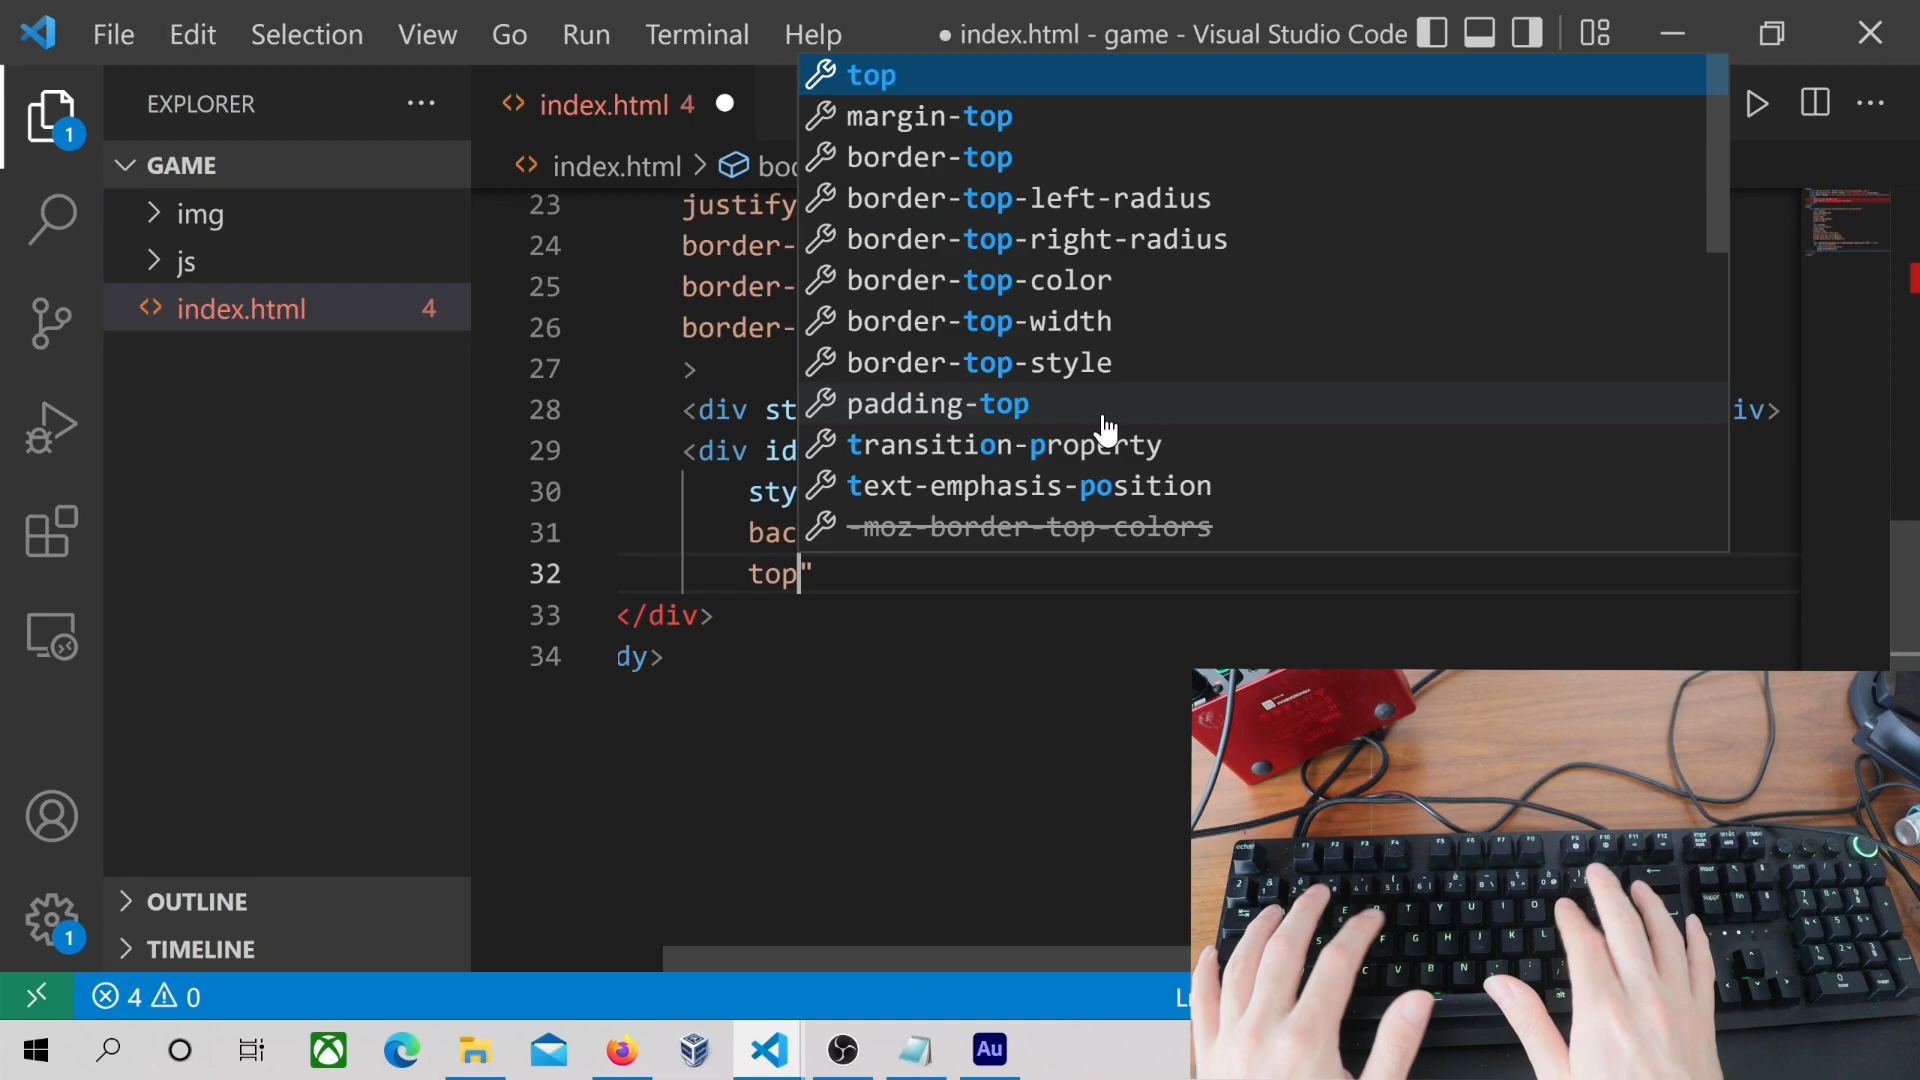 File Edit Selection View Go Run Terminal Help ● index.html - game - Visual Studio Code
EXPLORER ···
index.html 4
1
GAME
index.html > 
img
js
index.html 4
top
margin-top
border-top
border-top-left-radius
border-top-right-radius
border-top-color
border-top-width
border-top-style
padding-top
transition-property
text-emphasis-position
-moz-border-top-colors
23 justify
24 border-
25 border-
26 border-
27 >
28 <div st iv>
29 <div id
30 sty
31 bac
32 top"
33 </div>
34 dy>
OUTLINE
1
TIMELINE
4 0
Au